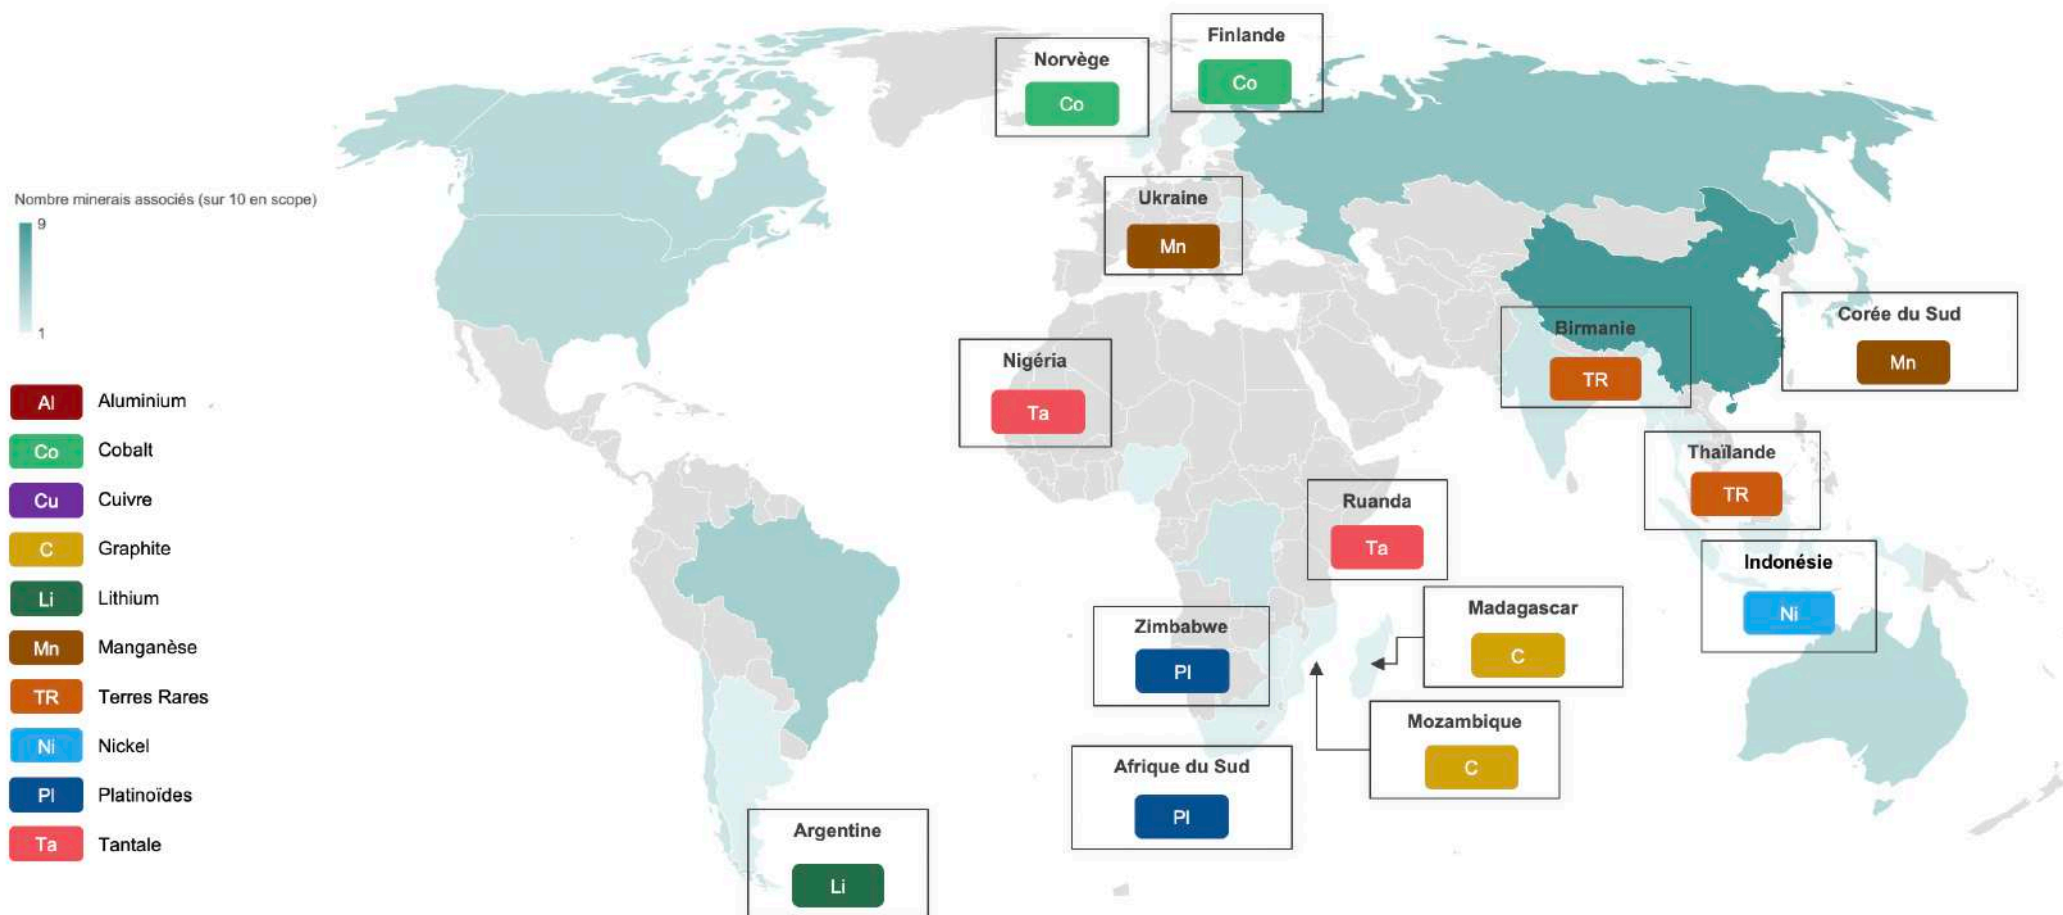 Nombre minerais associés (sur 10 en scope)
9
1
Al Aluminium
Co Cobalt
Cu Cuivre
C Graphite
Li Lithium
Mn Manganèse
TR Terres Rares
Ni Nickel
Pl Platinoïdes
Ta Tantale
Norvège
Co
Finlande
Co
Ukraine
Mn
Nigéria
Ta
Birmanie
TR
Corée du Sud
Mn
Thaïlande
TR
Ruanda
Ta
Indonésie
Ni
Zimbabwe
Pl
Madagascar
C
Mozambique
C
Afrique du Sud
Pl
Argentine
Li